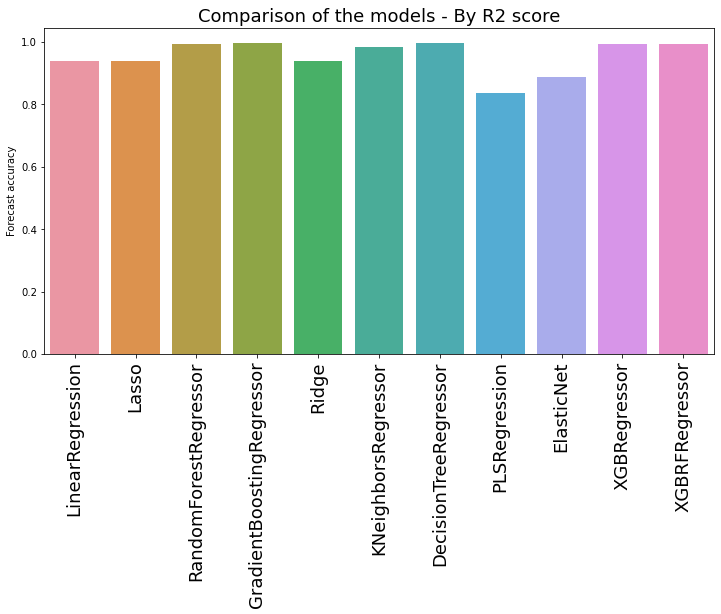 Comparison of the models - By R2 score
Forecast accuracy
1.0
0.8
0.6
0.4
0.2
0.0
LinearRegression
Lasso
RandomForestRegressor
GradientBoostingRegressor
Ridge
KNeighborsRegressor
DecisionTreeRegressor
PLSRegression
ElasticNet
XGBRegressor
XGBRFRegressor